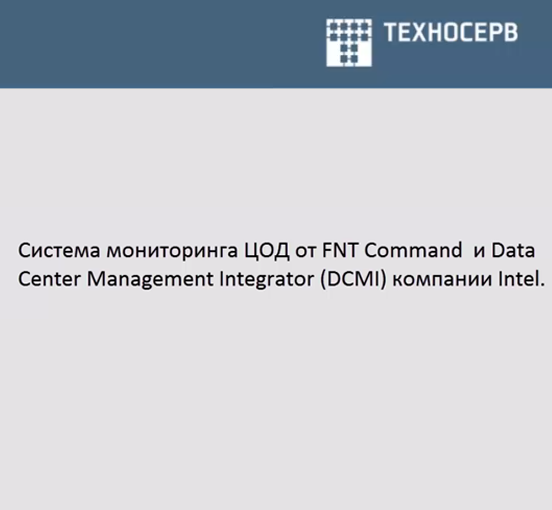 ТЕХНОСЕРВ
Система мониторинга ЦОД от FNT Command и Data
Center Management Integrator (DCMI) компании Intel.